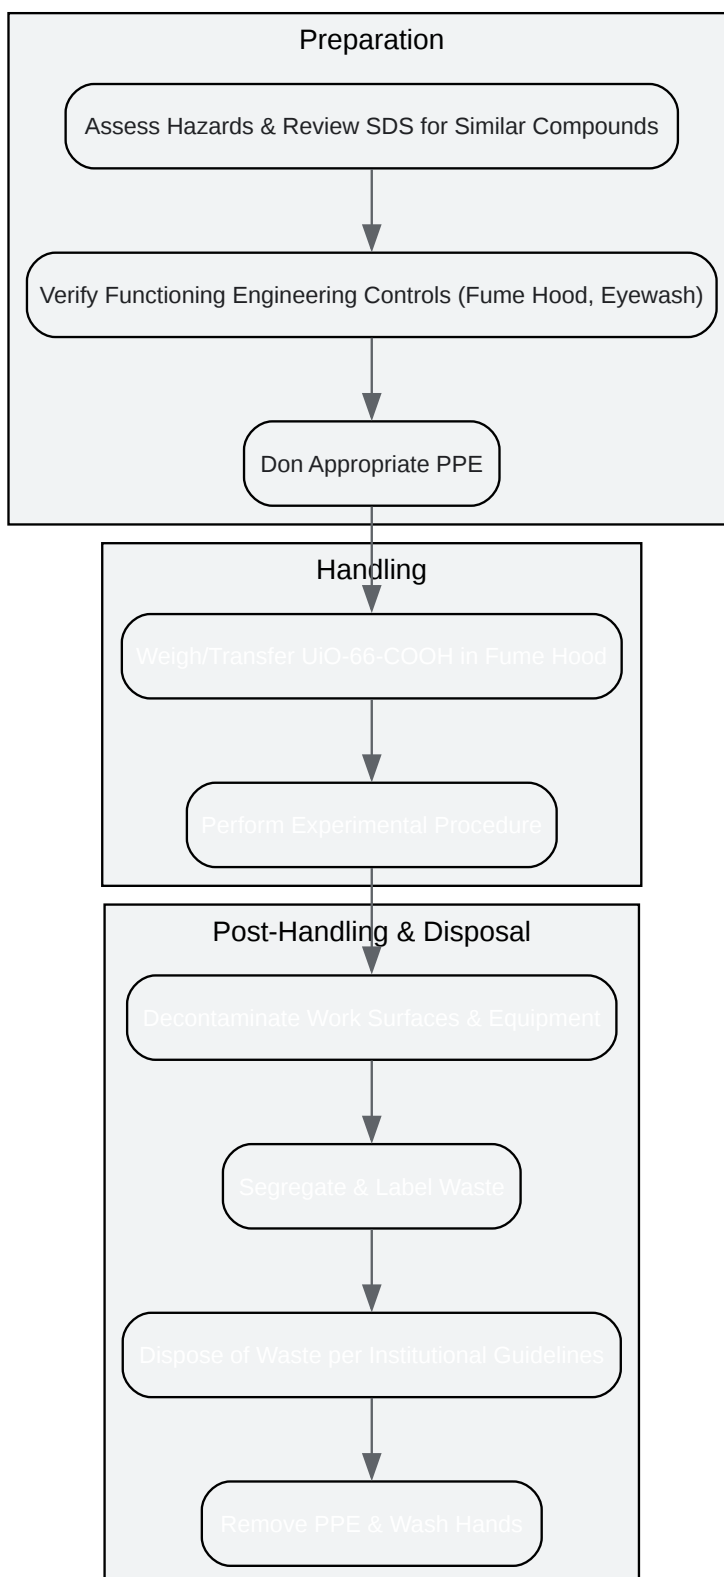 Preparation
Assess Hazards & Review SDS for Similar Compounds
Verify Functioning Engineering Controls (Fume Hood, Eyewash)
Don Appropriate PPE
Handling
Weigh/Transfer UiO-66-COOH in Fume Hood
Perform Experimental Procedure
Post-Handling & Disposal
Decontaminate Work Surfaces & Equipment
Segregate & Label Waste
Dispose of Waste per Institutional Guidelines
Remove PPE & Wash Hands